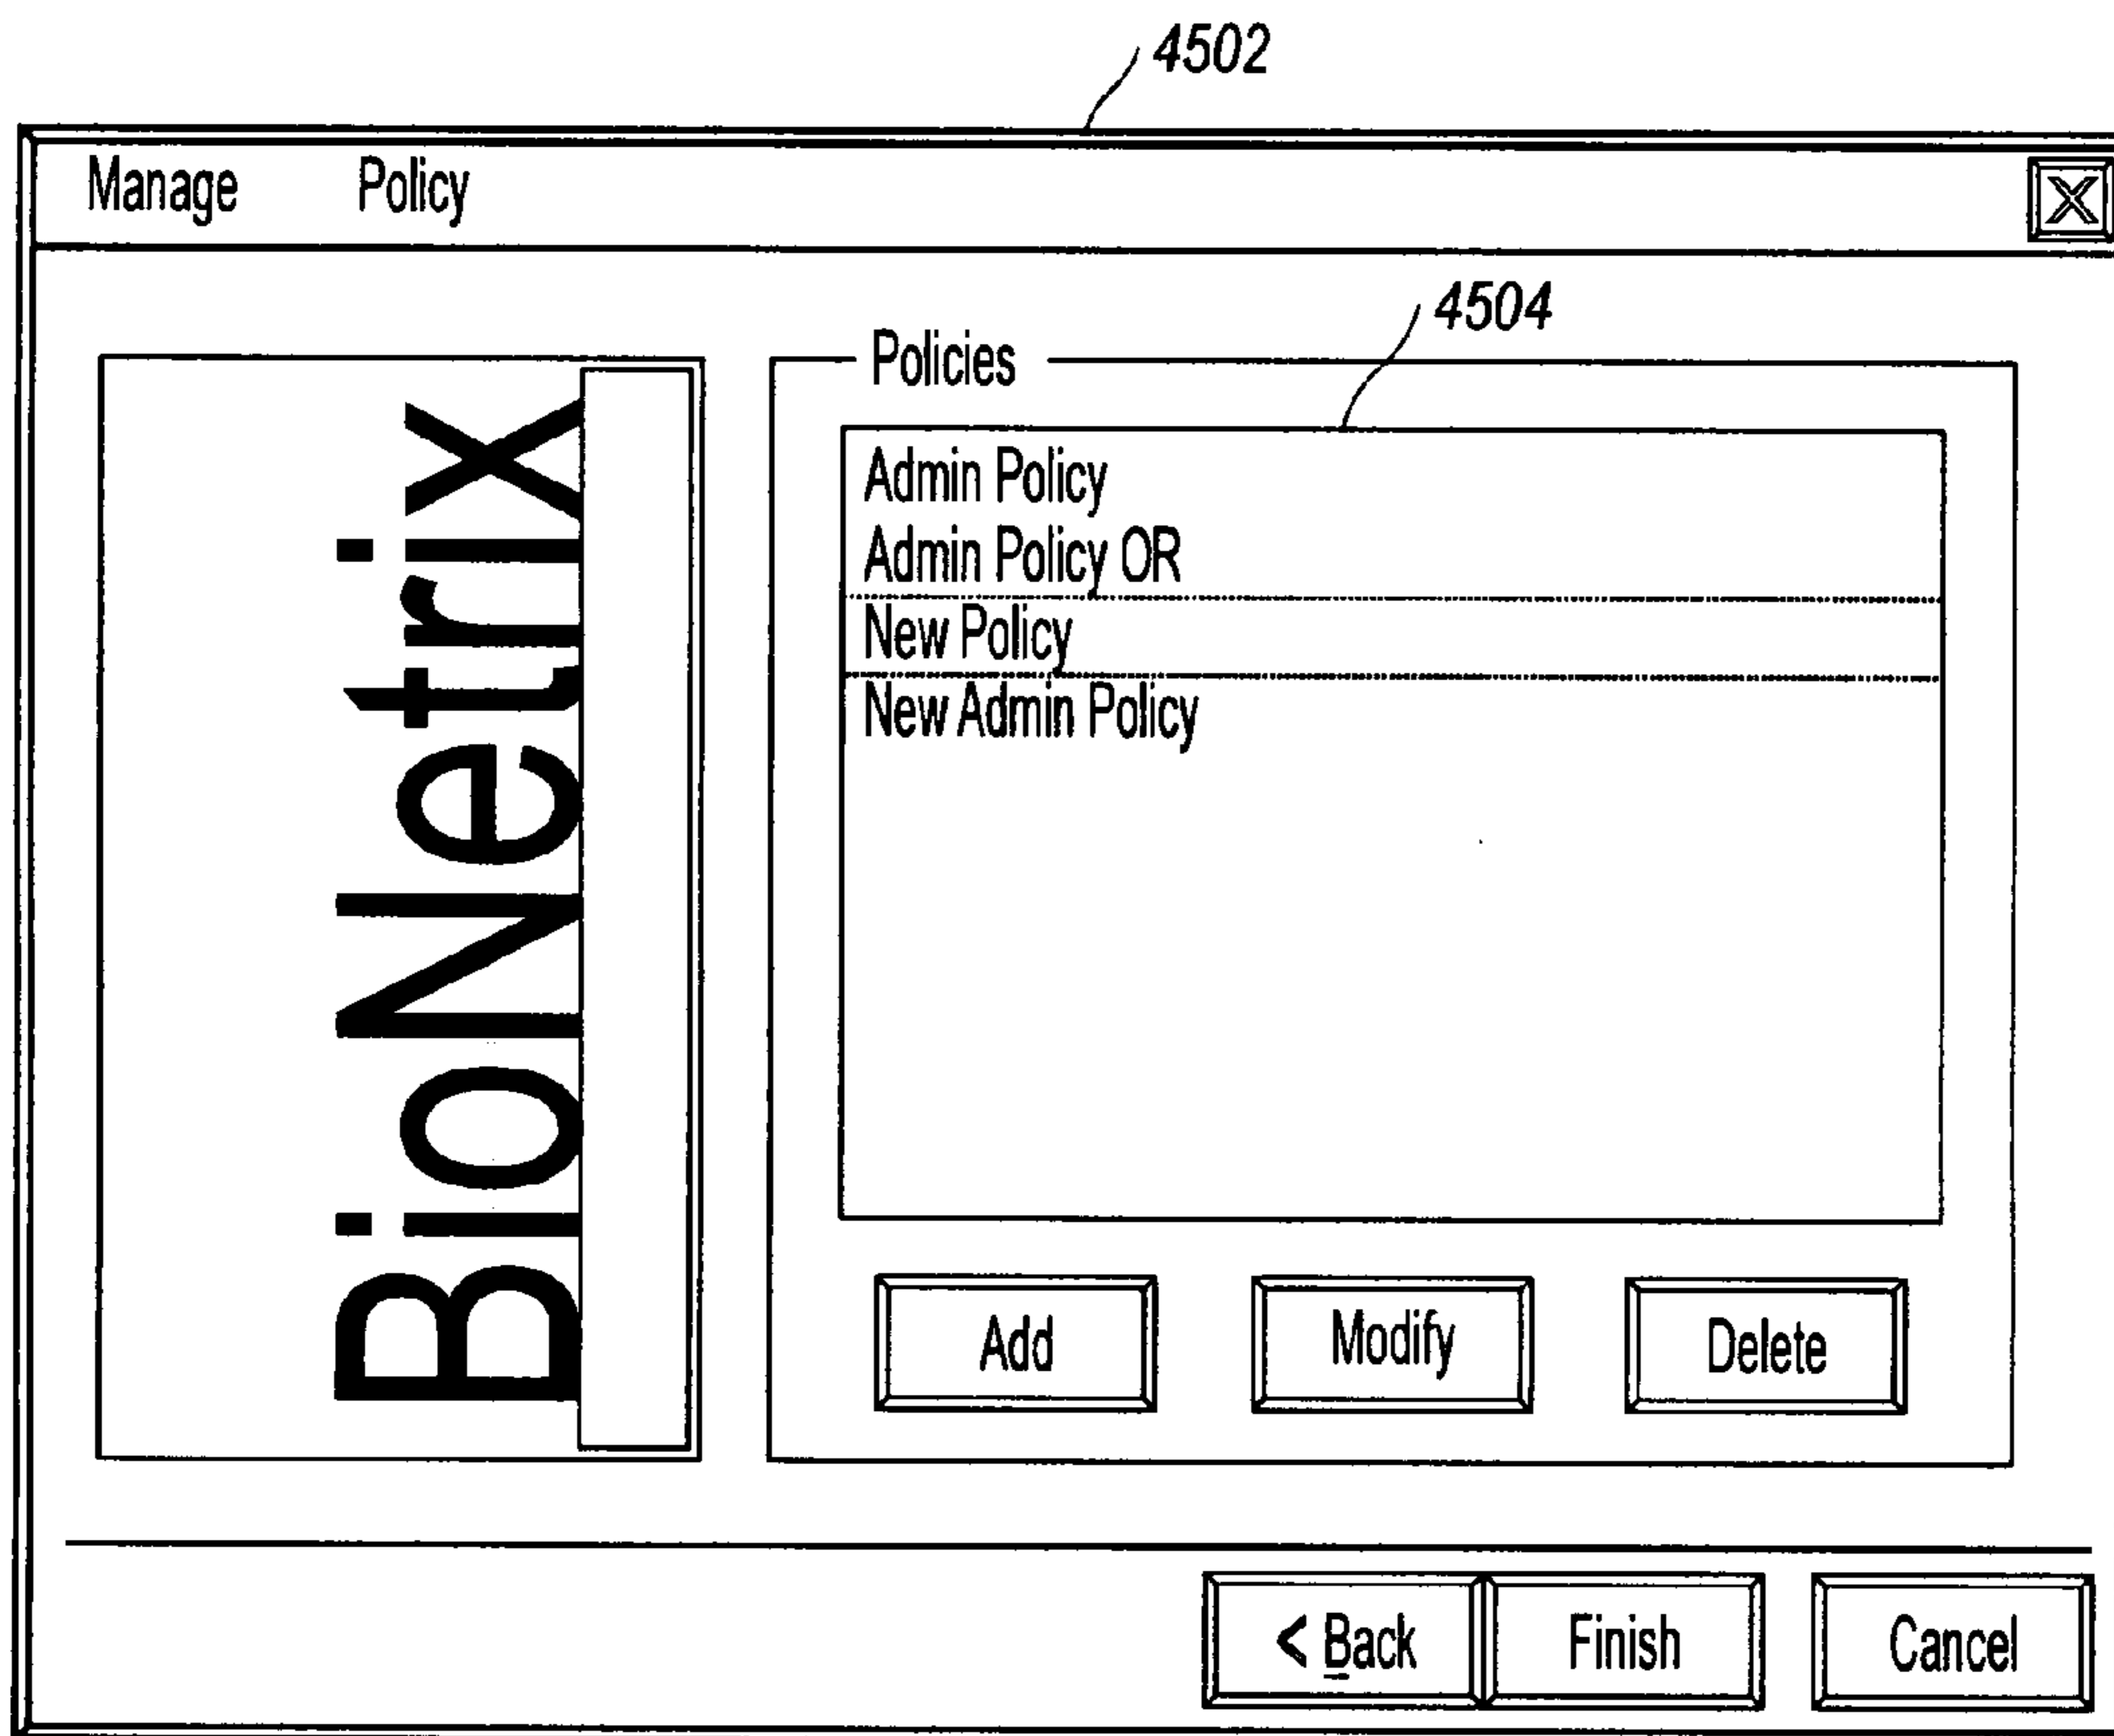 4502
Manage Policy X
4504
Policies
BioNetrix
Admin Policy
Admin Policy OR
New Policy
New Admin Policy
Add Modify Delete
< Back Finish Cancel